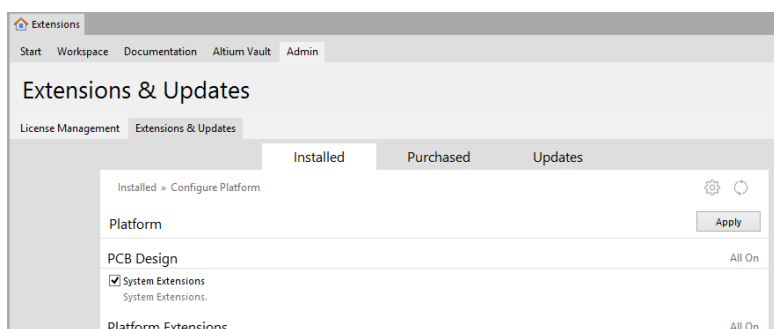 Extensions
Start Workspace Documentation Altium Vault Admin
Extensions & Updates
License Management Extensions & Updates
Installed Purchased Updates
Installed » Configure Platform
Platform Apply
PCB Design All On
System Extensions
System Extensions.
Platform Extensions All On